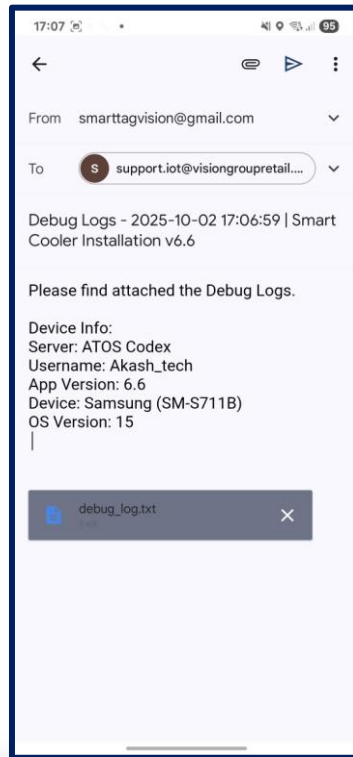 17:07
95
From smarttagvision@gmail.com
To S support.iot@visiongroupretail....
Debug Logs - 2025-10-02 17:06:59 | Smart
Cooler Installation v6.6
Please find attached the Debug Logs.
Device Info:
Server: ATOS Codex
Username: Akash_tech
App Version: 6.6
Device: Samsung (SM-S711B)
OS Version: 15
debug_log.txt